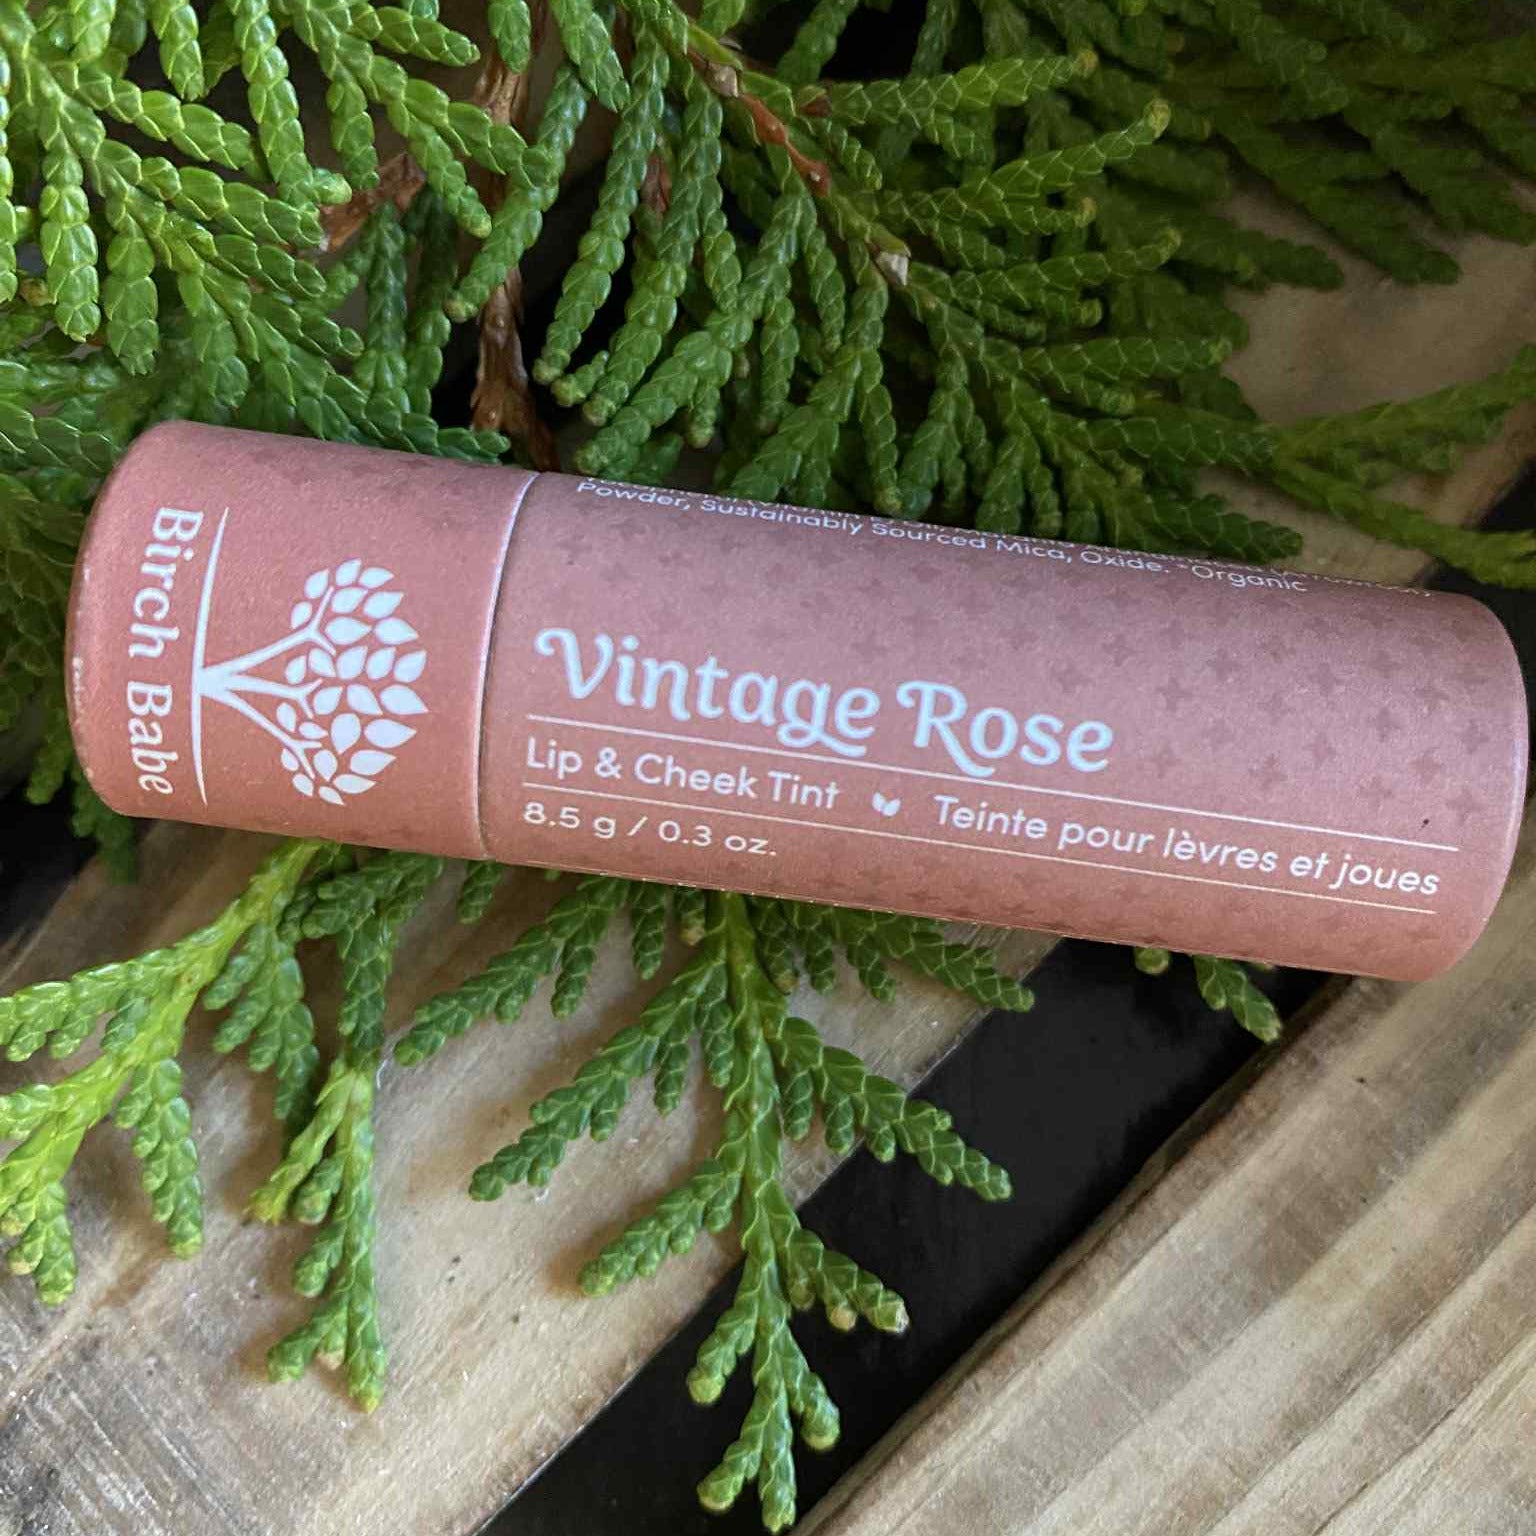 Birch Babe
Powder, Sustainably Sourced Mica, Oxide. *Organic
Vintage Rose
Lip & Cheek Tint Teinte pour lèvres et joues
8.5 g / 0.3 oz.